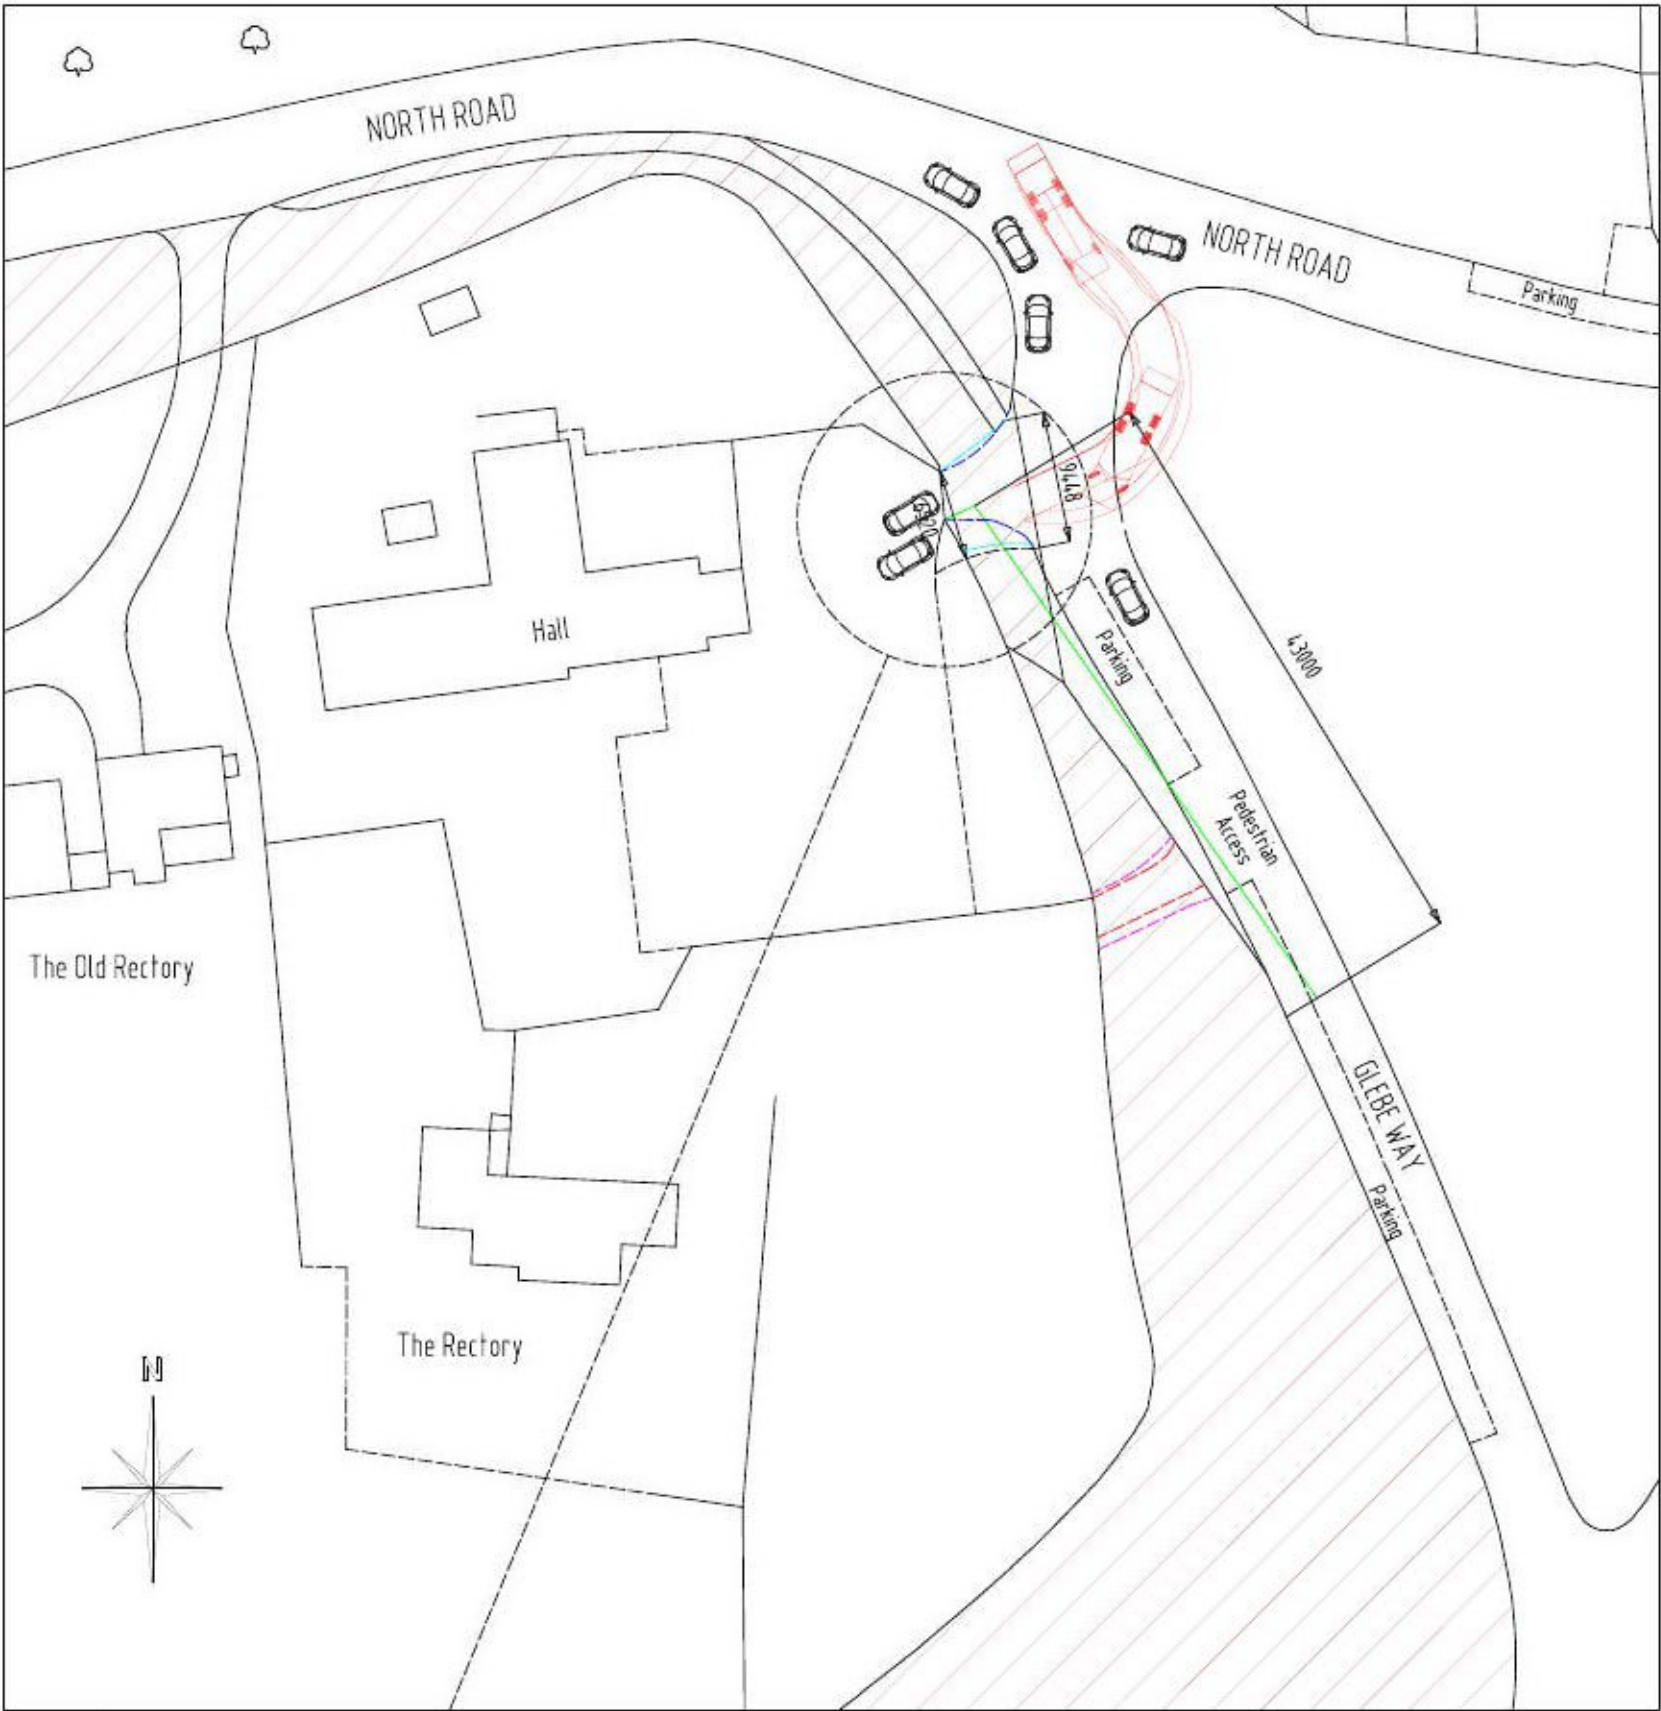 NORTH ROAD
NORTH ROAD
Parking
9448
Hall
Parking
43000
Pedestrian
Access
The Old Rectory
GLEBE WAY
Parking
The Rectory
N